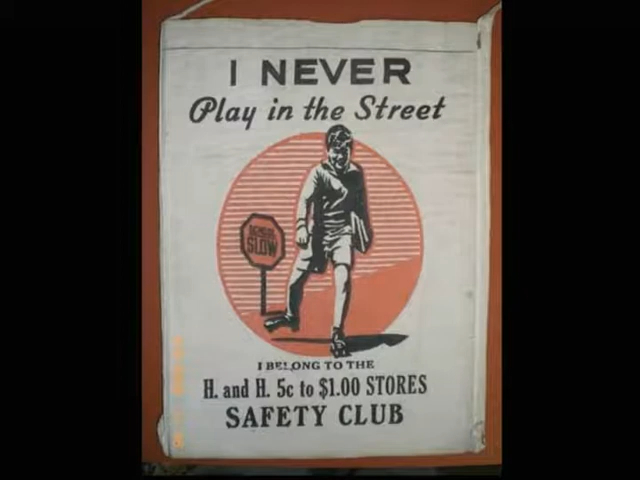 I NEVER
Play in the Street
SCHOOL
SLOW
I BELONG TO THE
H. and H. 5c to $1.00 STORES
SAFETY CLUB